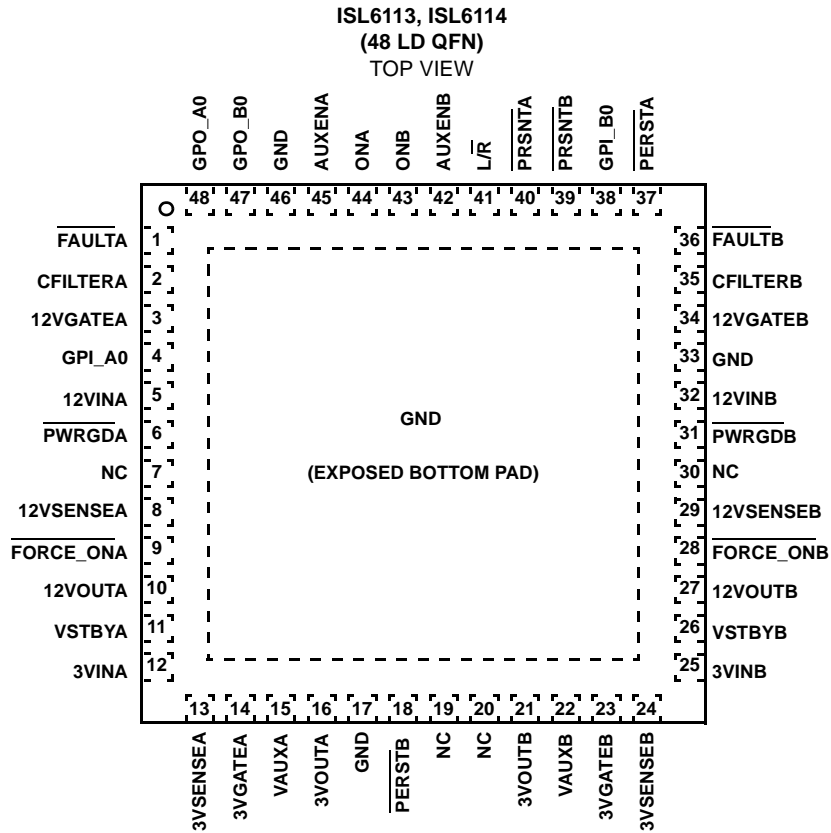 ISL6113, ISL6114
(48 LD QFN)
TOP VIEW
GPO_A0
GPO_B0
GND
AUXENA
ONA
ONB
AUXENB
L/R
PRSNTA
PRSNTB
GPI_B0
PERSTA
48 47 46 45 44 43 42 41 40 39 38 37
FAULTA 1
CFILTERA 2
12VGATEA 3
GPI_A0 4
12VINA 5
PWRGDA 6
NC 7
12VSENSEA 8
FORCE_ONA 9
12VOUTA 10
VSTBYA 11
3VINA 12
GND
(EXPOSED BOTTOM PAD)
36 FAULTB
35 CFILTERB
34 12VGATEB
33 GND
32 12VINB
31 PWRGDB
30 NC
29 12VSENSEB
28 FORCE_ONB
27 12VOUTB
26 VSTBYB
25 3VINB
13 14 15 16 17 18 19 20 21 22 23 24
3VSENSEA
3VGATEA
VAUXA
3VOUTA
GND
PERSTB
NC
NC
3VOUTB
VAUXB
3VGATEB
3VSENSEB